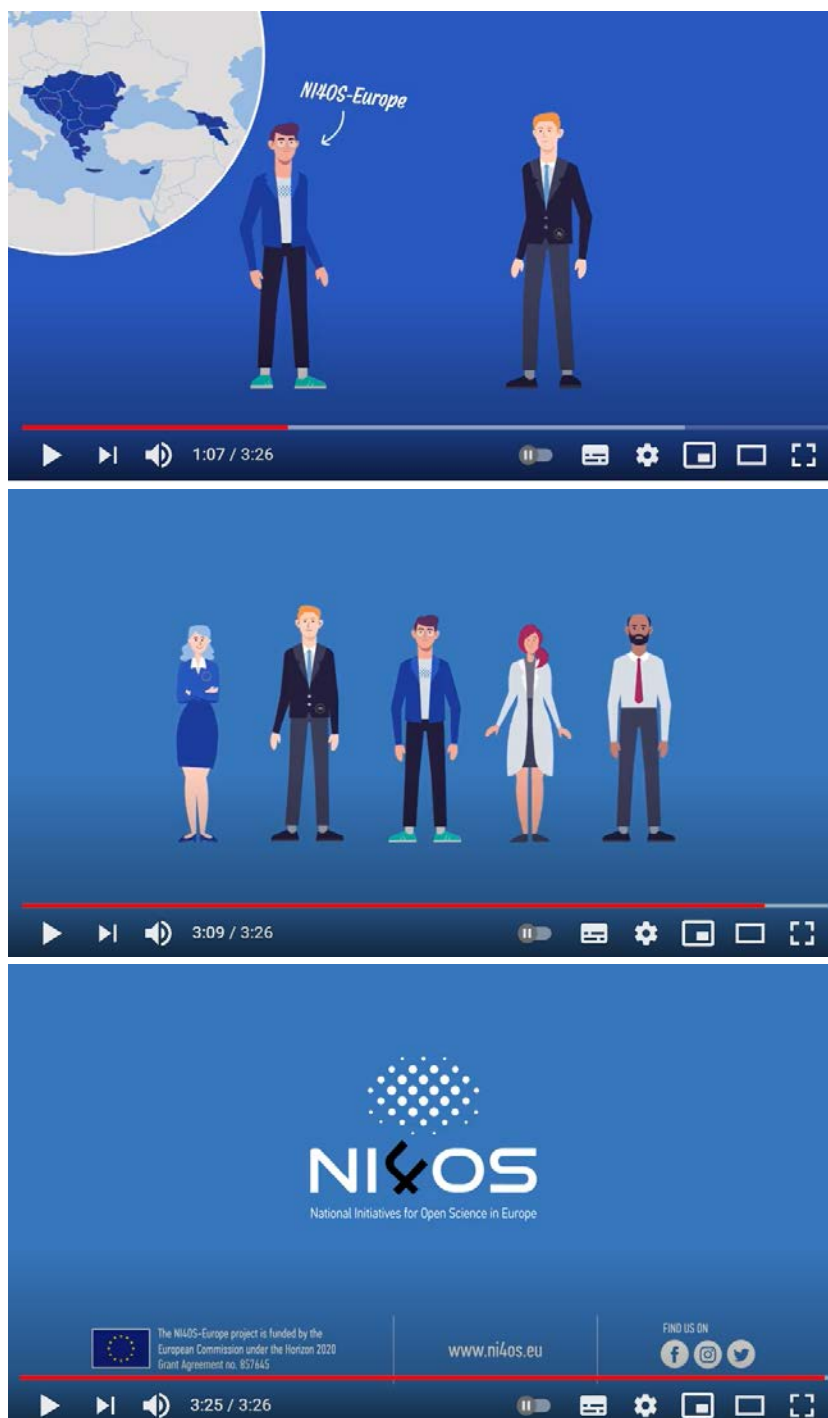 NI4OS-Europe
1:07 / 3:26
3:09 / 3:26
NI4OS
National Initiatives for Open Science in Europe
The NI4OS-Europe project is funded by the
European Commission under the Horizon 2020
Grant Agreement no. 857645
www.ni4os.eu
FIND US ON
3:25 / 3:26